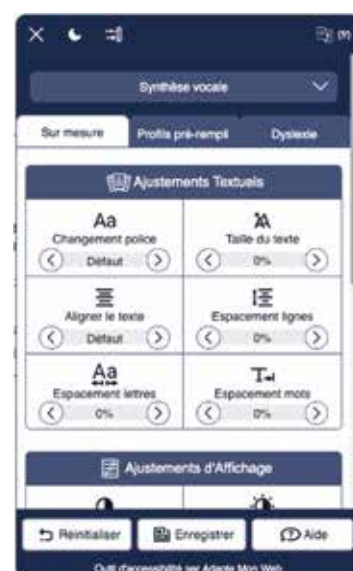 Synthèse vocale
Sur mesure Profils pré-rempli Dyslexie
Ajustements Textuels
Aa
Changement police
Défaut
Taille du texte
0%
Aligner le texte
Défaut
Espacement lignes
0%
Aa
Espacement lettres
0%
Espacement mots
0%
Ajustements d'Affichage
Réinitialiser Enregistrer Aide
Outil d'accessibilité par Adapte Mon Web